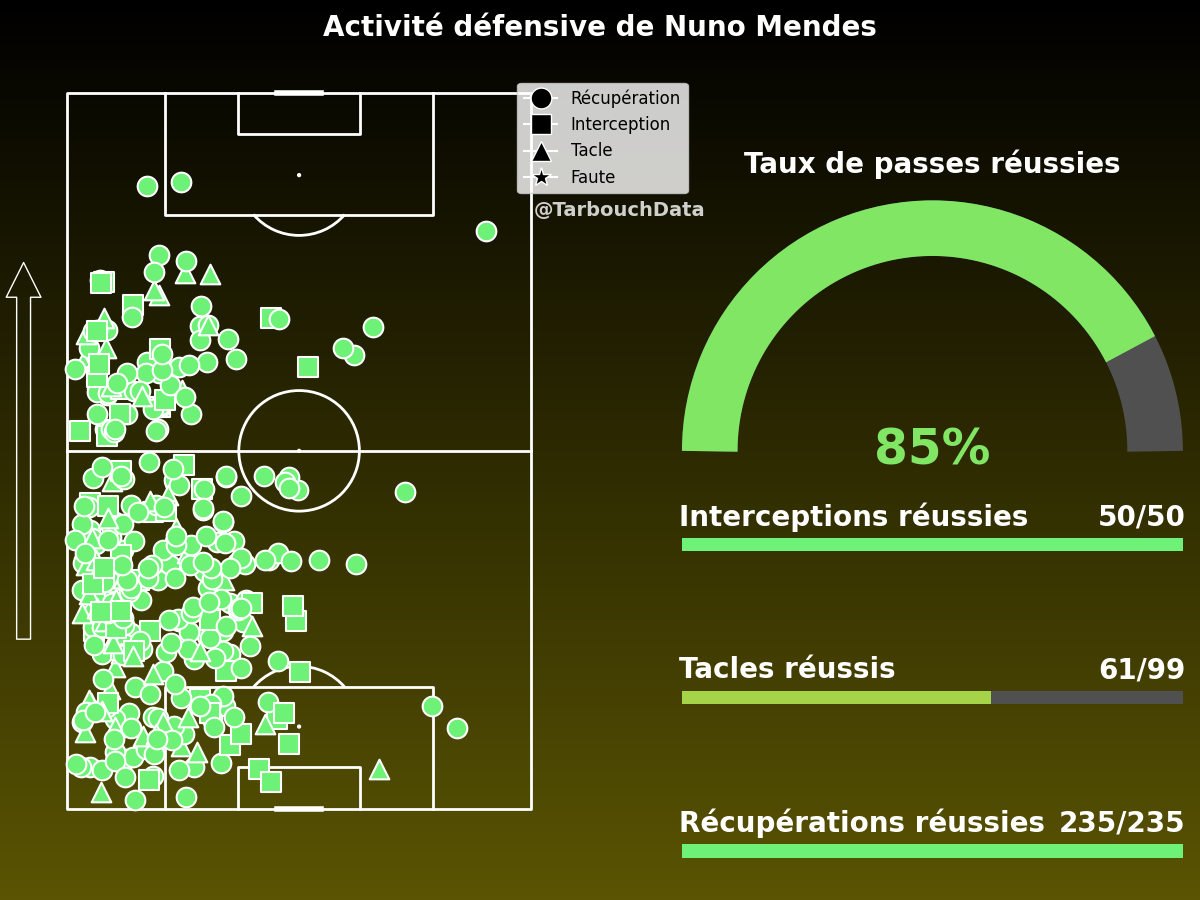 Activité défensive de Nuno Mendes
Récupération
Interception
Tacle
Faute
@TarbouchData
Taux de passes réussies
85%
Interceptions réussies 50/50
Tacles réussis 61/99
Récupérations réussies 235/235